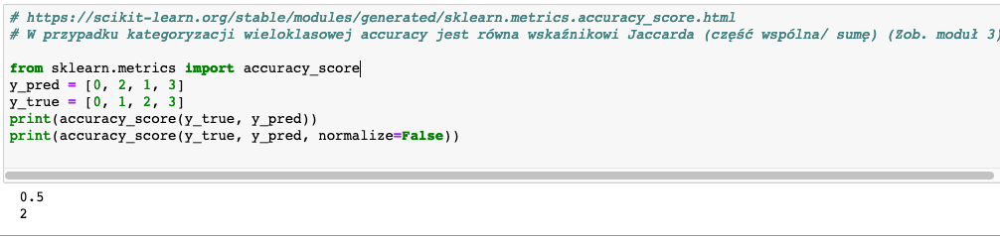 # https://scikit-learn.org/stable/modules/generated/sklearn.metrics.accuracy_score.html
# W przypadku kategoryzacji wieloklasowej accuracy jest równa wskaźnikowi Jaccarda (część wspólna/ sumę) (Zob. moduł 3)
from sklearn.metrics import accuracy_score
y_pred = [0, 2, 1, 3]
y_true = [0, 1, 2, 3]
print(accuracy_score(y_true, y_pred))
print(accuracy_score(y_true, y_pred, normalize=False))
0.5
2